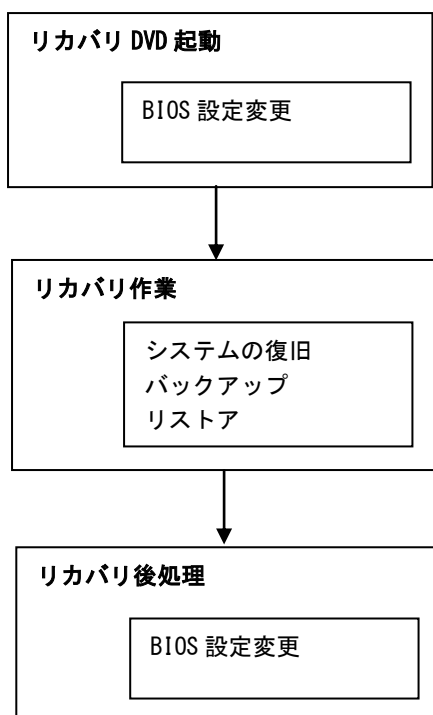 リカバリ DVD 起動
BIOS 設定変更
リカバリ作業
システムの復旧
バックアップ
リストア
リカバリ後処理
BIOS 設定変更